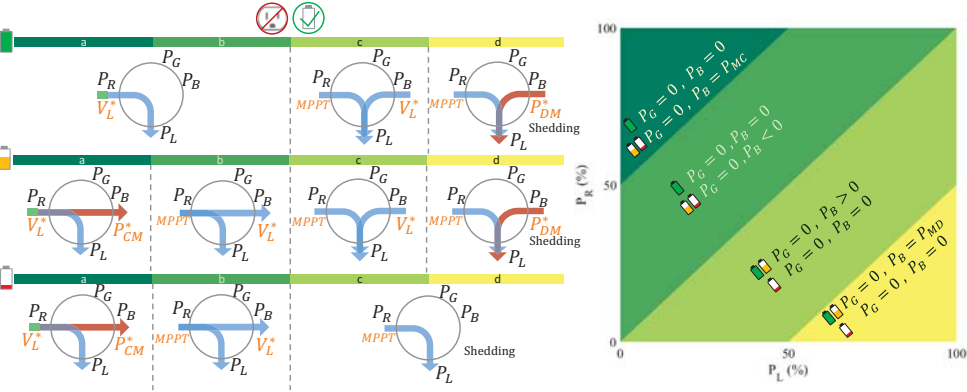 a b c d
P_G
P_R P_B
V_L^*
P_L
P_G
P_R P_B
MPPT V_L^*
P_L
P_G
P_R P_B
MPPT P_DM^*
Shedding
P_L
a b c d
P_G
P_R P_B
V_L^* P_CM^*
P_L
P_G
P_R P_B
MPPT V_L^*
P_L
P_G
P_R P_B
MPPT V_L^*
P_L
P_G
P_R P_B
MPPT P_DM^*
Shedding
P_L
a b c d
P_G
P_R P_B
V_L^* P_CM^*
P_L
P_G
P_R P_B
MPPT V_L^*
P_L
P_G
P_R P_B
MPPT
Shedding
P_L
100
50
0
P_R (%)
0 50 100
P_L (%)
P_G = 0, P_B = 0
P_G = 0, P_B = P_MC
P_G = 0, P_B = 0
P_G = 0, P_B < 0
P_G = 0, P_B > 0
P_G = 0, P_B = 0
P_G = 0, P_B = P_MD
P_G = 0, P_B = 0